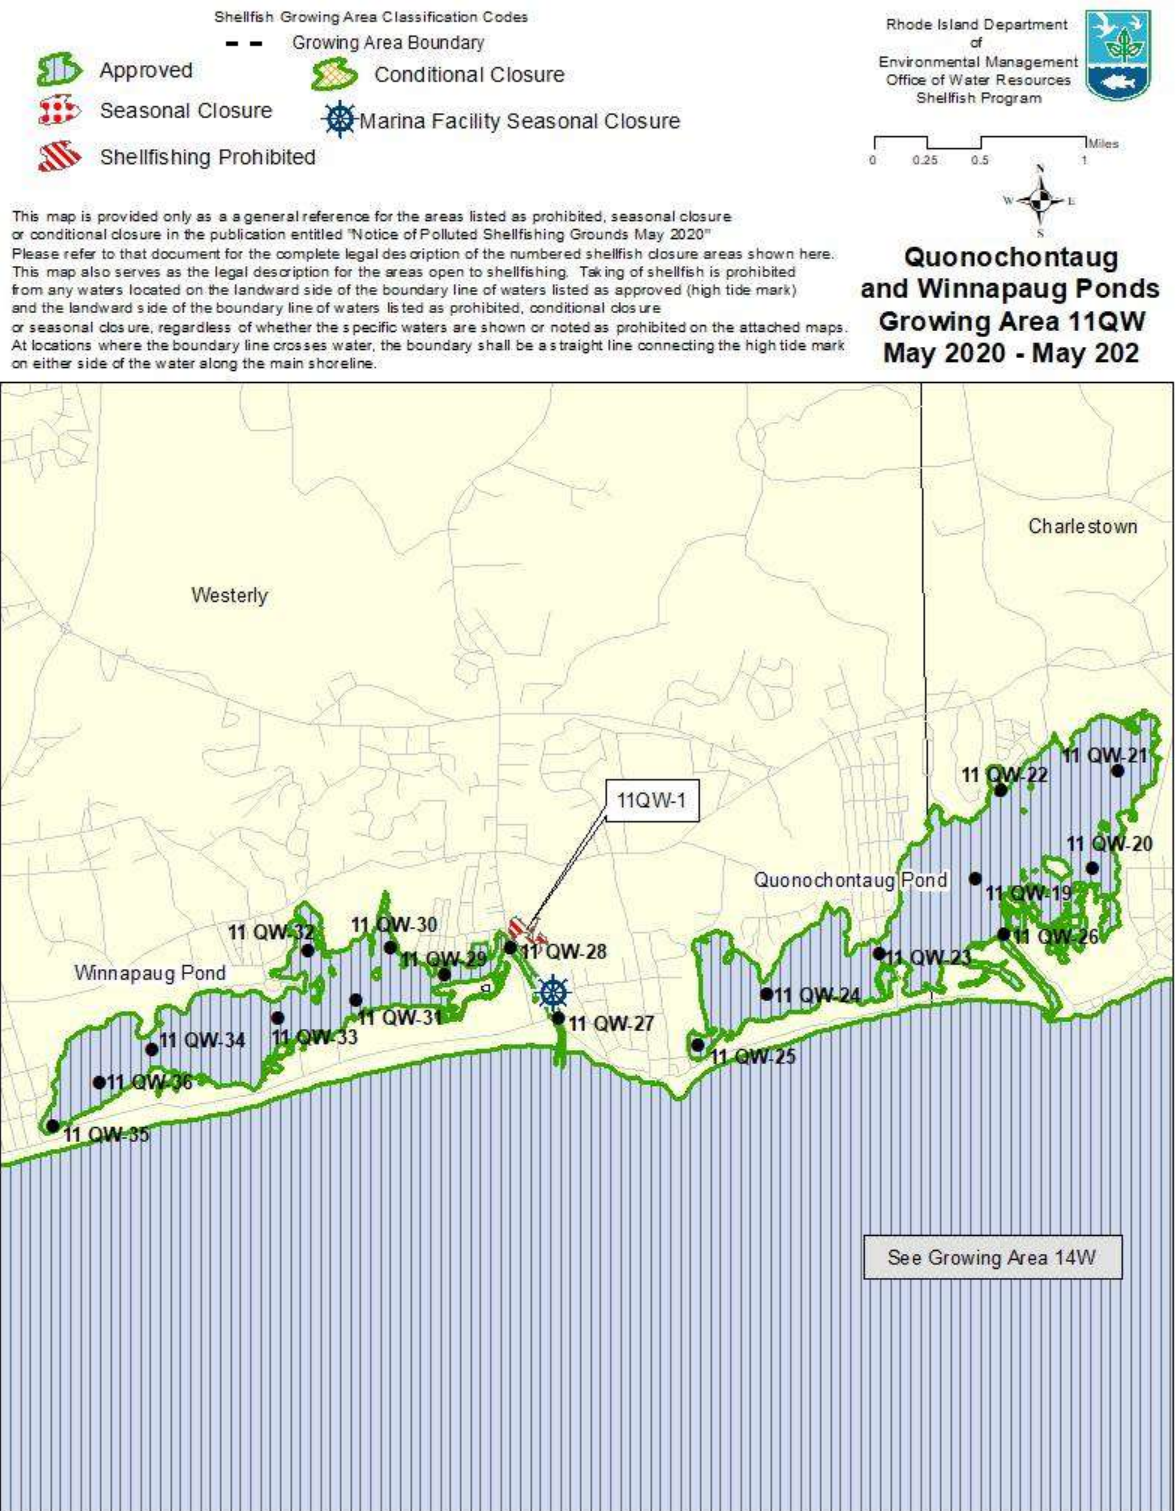 Shellfish Growing Area Classification Codes
Growing Area Boundary
Approved
Conditional Closure
Seasonal Closure
Marina Facility Seasonal Closure
Shellfishing Prohibited
Rhode Island Department
of
Environmental Management
Office of Water Resources
Shellfish Program
Miles
0 0.25 0.5 1
N
W E
S
This map is provided only as a a general reference for the areas listed as prohibited, seasonal closure
or conditional closure in the publication entitled "Notice of Polluted Shellfishing Grounds May 2020"
Please refer to that document for the complete legal description of the numbered shellfish closure areas shown here.
This map also serves as the legal description for the areas open to shellfishing. Taking of shellfish is prohibited
from any waters located on the landward side of the boundary line of waters listed as approved (high tide mark)
and the landward side of the boundary line of waters listed as prohibited, conditional closure
or seasonal closure, regardless of whether the specific waters are shown or noted as prohibited on the attached maps.
At locations where the boundary line crosses water, the boundary shall be a straight line connecting the high tide mark
on either side of the water along the main shoreline.
Quonochontaug
and Winnapaug Ponds
Growing Area 11QW
May 2020 - May 202
Charlestown
Westerly
11 QW-21
11 QW-22
11QW-1
11 QW-20
Quonochontaug Pond
11 QW-19
11 QW-30
11 QW-32
11 QW-26
11 QW-28
11 QW-29
11 QW-23
Winnapaug Pond
11 QW-24
11 QW-31
11 QW-27
11 QW-33
11 QW-34
11 QW-25
11 QW-36
11 QW-35
See Growing Area 14W